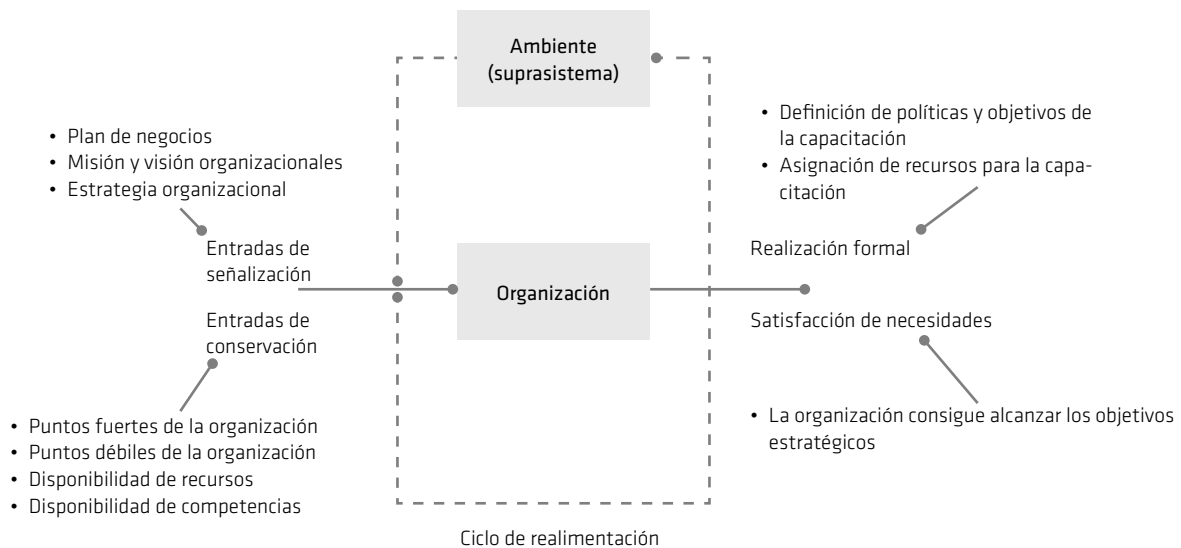 Ambiente
(suprasistema)
• Plan de negocios
• Misión y visión organizacionales
• Estrategia organizacional
• Definición de políticas y objetivos de
la capacitación
• Asignación de recursos para la capa-
citación
Entradas de
señalización
Organización
Realización formal
Entradas de
conservación
Satisfacción de necesidades
• Puntos fuertes de la organización
• Puntos débiles de la organización
• Disponibilidad de recursos
• Disponibilidad de competencias
• La organización consigue alcanzar los objetivos
estratégicos
Ciclo de realimentación